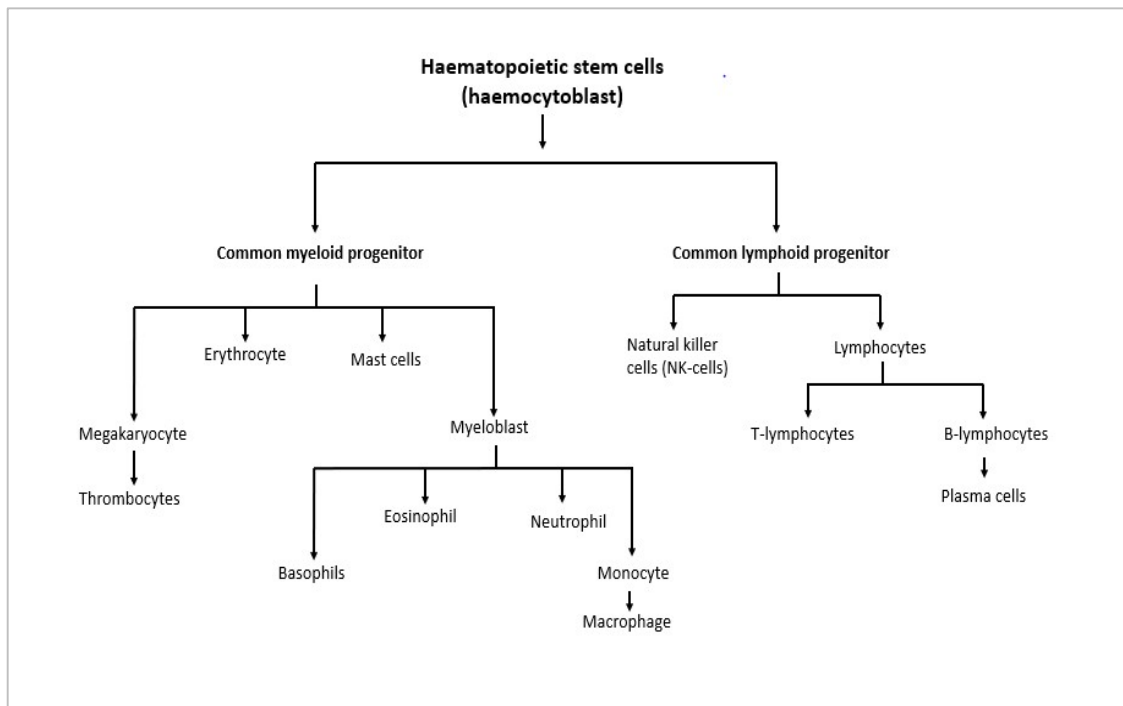 Haematopoietic stem cells
(haemocytoblast)
Common myeloid progenitor
Common lymphoid progenitor
Erythrocyte
Mast cells
Natural killer
cells (NK-cells)
Lymphocytes
Megakaryocyte
Myeloblast
T-lymphocytes
B-lymphocytes
Thrombocytes
Eosinophil
Neutrophil
Plasma cells
Basophils
Monocyte
Macrophage